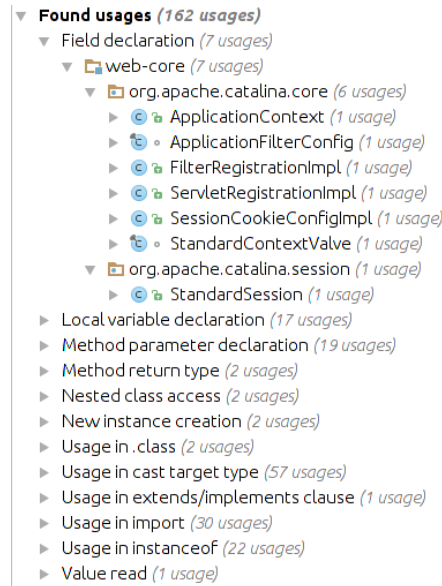 Found usages (162 usages)
Field declaration (7 usages)
web-core (7 usages)
org.apache.catalina.core (6 usages)
ApplicationContext (1 usage)
ApplicationFilterConfig (1 usage)
FilterRegistrationImpl (1 usage)
ServletRegistrationImpl (1 usage)
SessionCookieConfigImpl (1 usage)
StandardContextValve (1 usage)
org.apache.catalina.session (1 usage)
StandardSession (1 usage)
Local variable declaration (17 usages)
Method parameter declaration (19 usages)
Method return type (2 usages)
Nested class access (2 usages)
New instance creation (2 usages)
Usage in .class (2 usages)
Usage in cast target type (57 usages)
Usage in extends/implements clause (1 usage)
Usage in import (30 usages)
Usage in instanceof (22 usages)
Value read (1 usage)